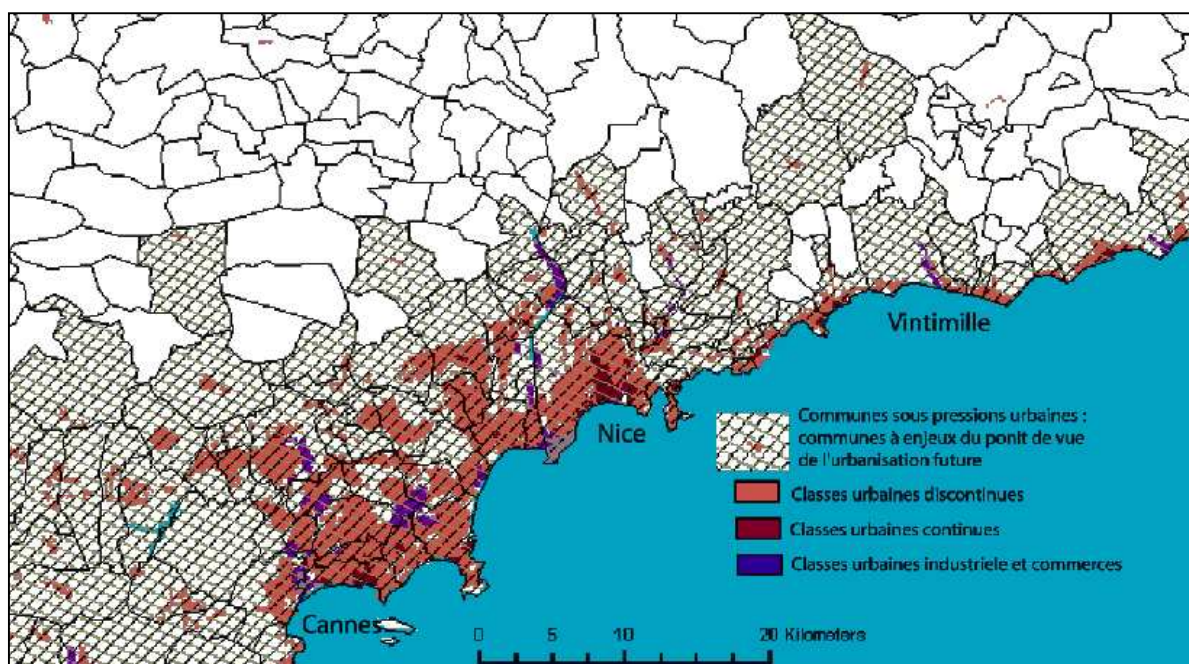 Vintimille
Nice
Cannes
Communes sous pressions urbaines :
communes à enjeux du ponit de vue
de l'urbanisation future
Classes urbaines discontinues
Classes urbaines continues
Classes urbaines industriele et commerces
0 5 10 20 Kilometers